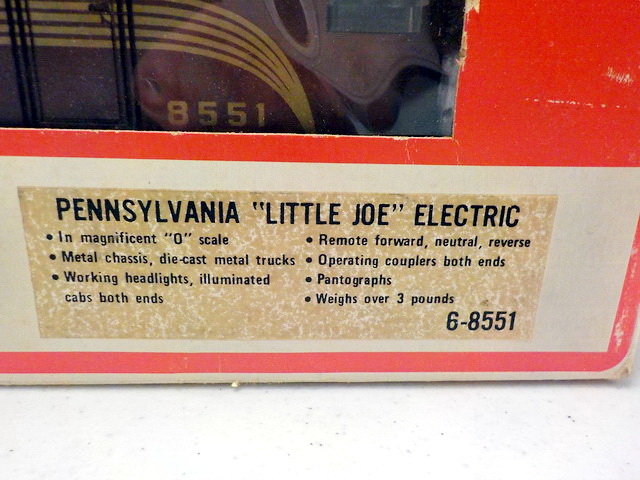 8551
PENNSYLVANIA "LITTLE JOE" ELECTRIC
• In magnificent "O" scale
• Metal chassis, die-cast metal trucks
• Working headlights, illuminated
cabs both ends
• Remote forward, neutral, reverse
• Operating couplers both ends
• Pantographs
• Weighs over 3 pounds
6-8551